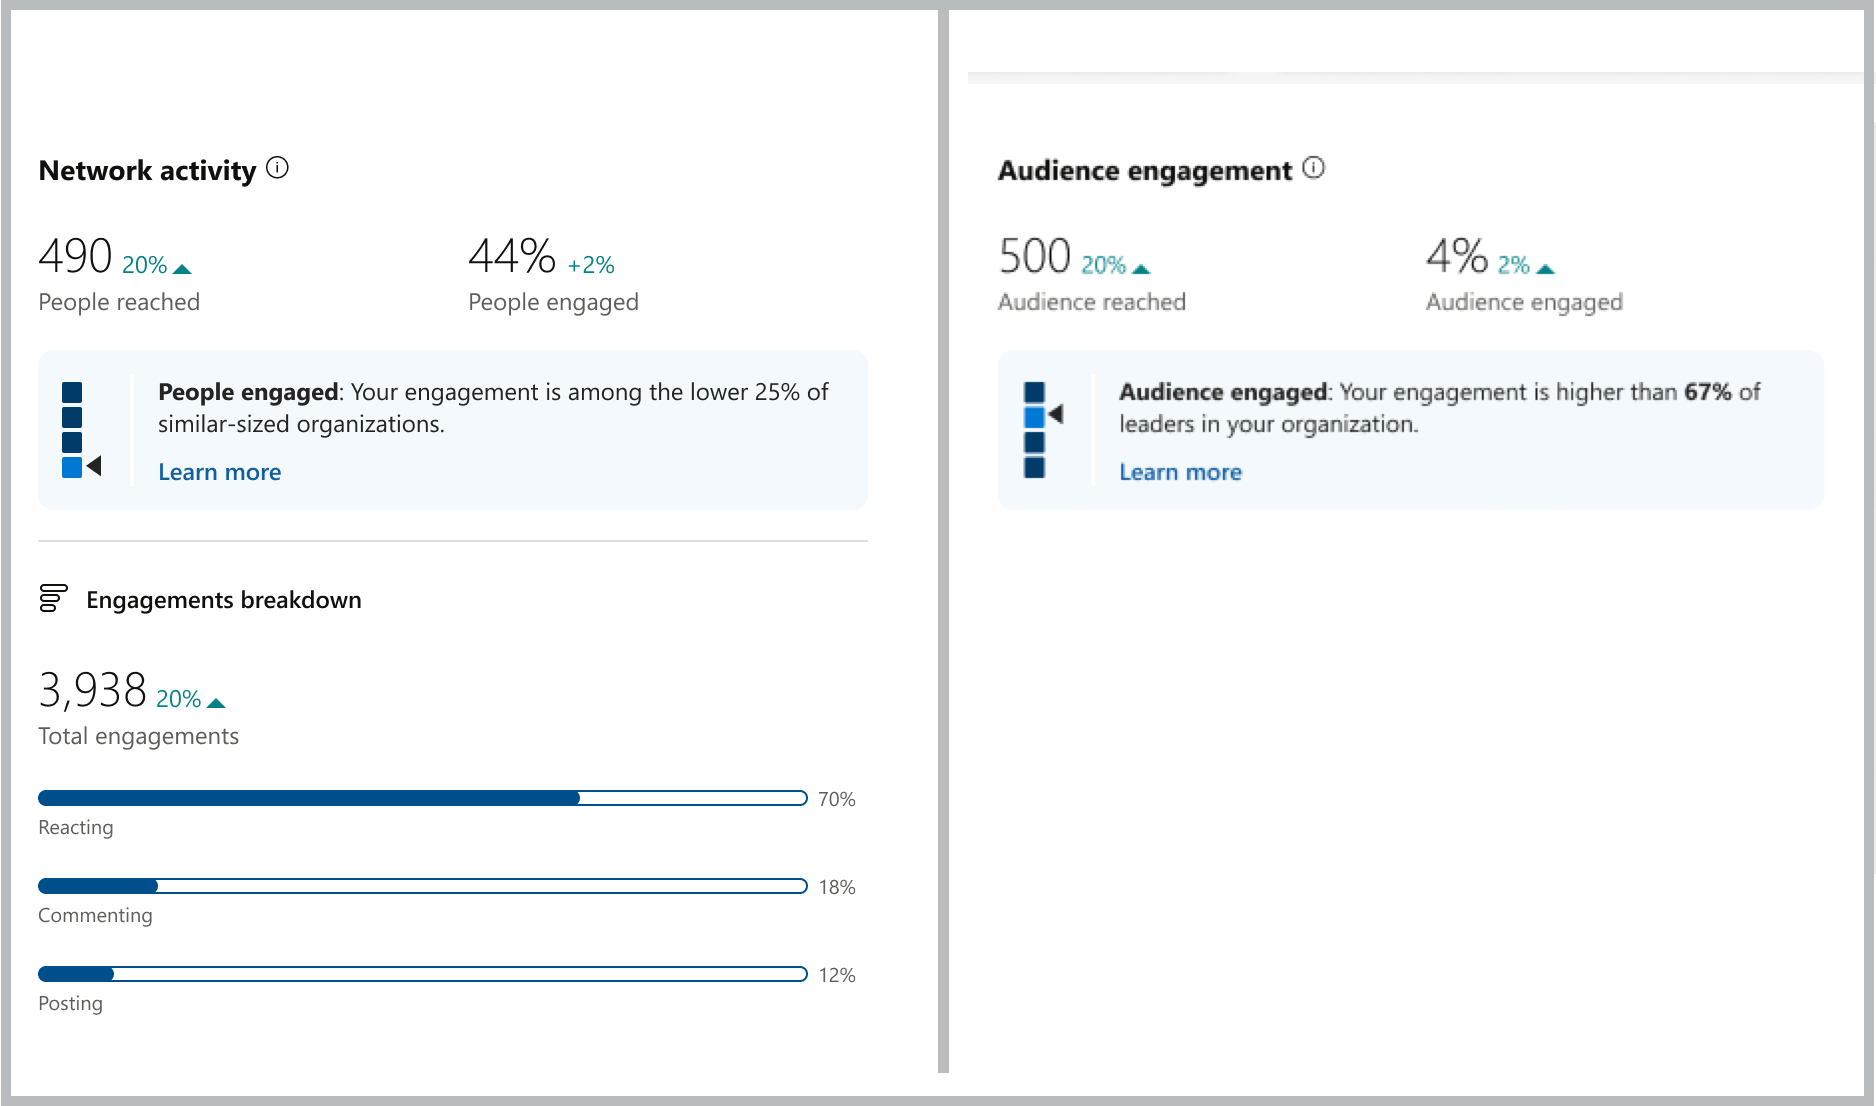 Network activity
490 20%
People reached
44% +2%
People engaged
People engaged: Your engagement is among the lower 25% of
similar-sized organizations.
Learn more
Engagements breakdown
3,938 20%
Total engagements
70%
Reacting
18%
Commenting
12%
Posting
Audience engagement
500 20%
Audience reached
4% 2%
Audience engaged
Audience engaged: Your engagement is higher than 67% of
leaders in your organization.
Learn more